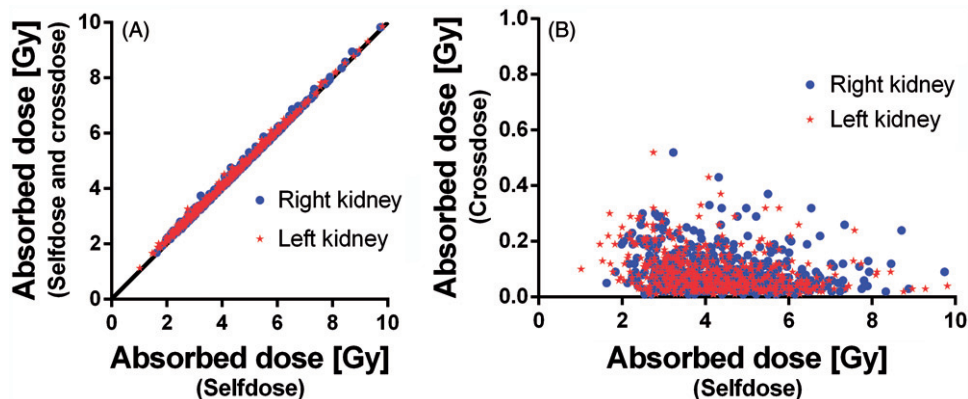 (A)
Absorbed dose [Gy]
(Selfdose and crossdose)
10
8
6
4
2
0
0 2 4 6 8 10
Right kidney
Left kidney
Absorbed dose [Gy]
(Selfdose)
(B)
Absorbed dose [Gy]
(Crossdose)
1.0
0.8
0.6
0.4
0.2
0.0
0 2 4 6 8 10
Right kidney
Left kidney
Absorbed dose [Gy]
(Selfdose)